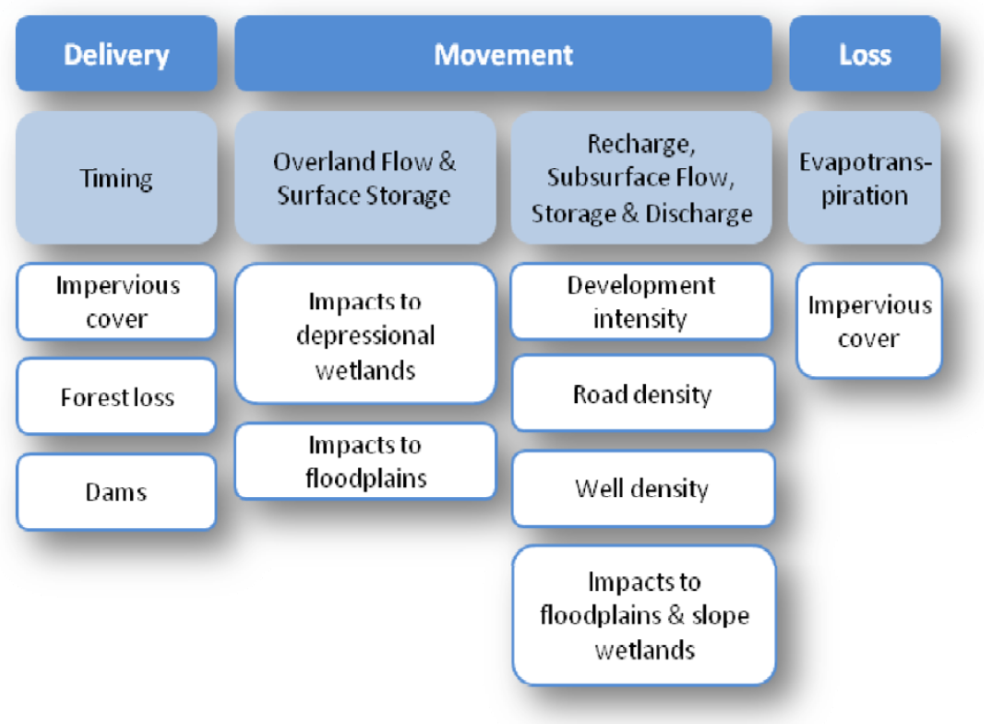 Delivery
Movement
Loss
Timing
Overland Flow &
Surface Storage
Recharge,
Subsurface Flow,
Storage & Discharge
Evapotrans-
piration
Impervious
cover
Forest loss
Dams
Impacts to
depressional
wetlands
Impacts to
floodplains
Development
intensity
Road density
Well density
Impacts to
floodplains & slope
wetlands
Impervious
cover